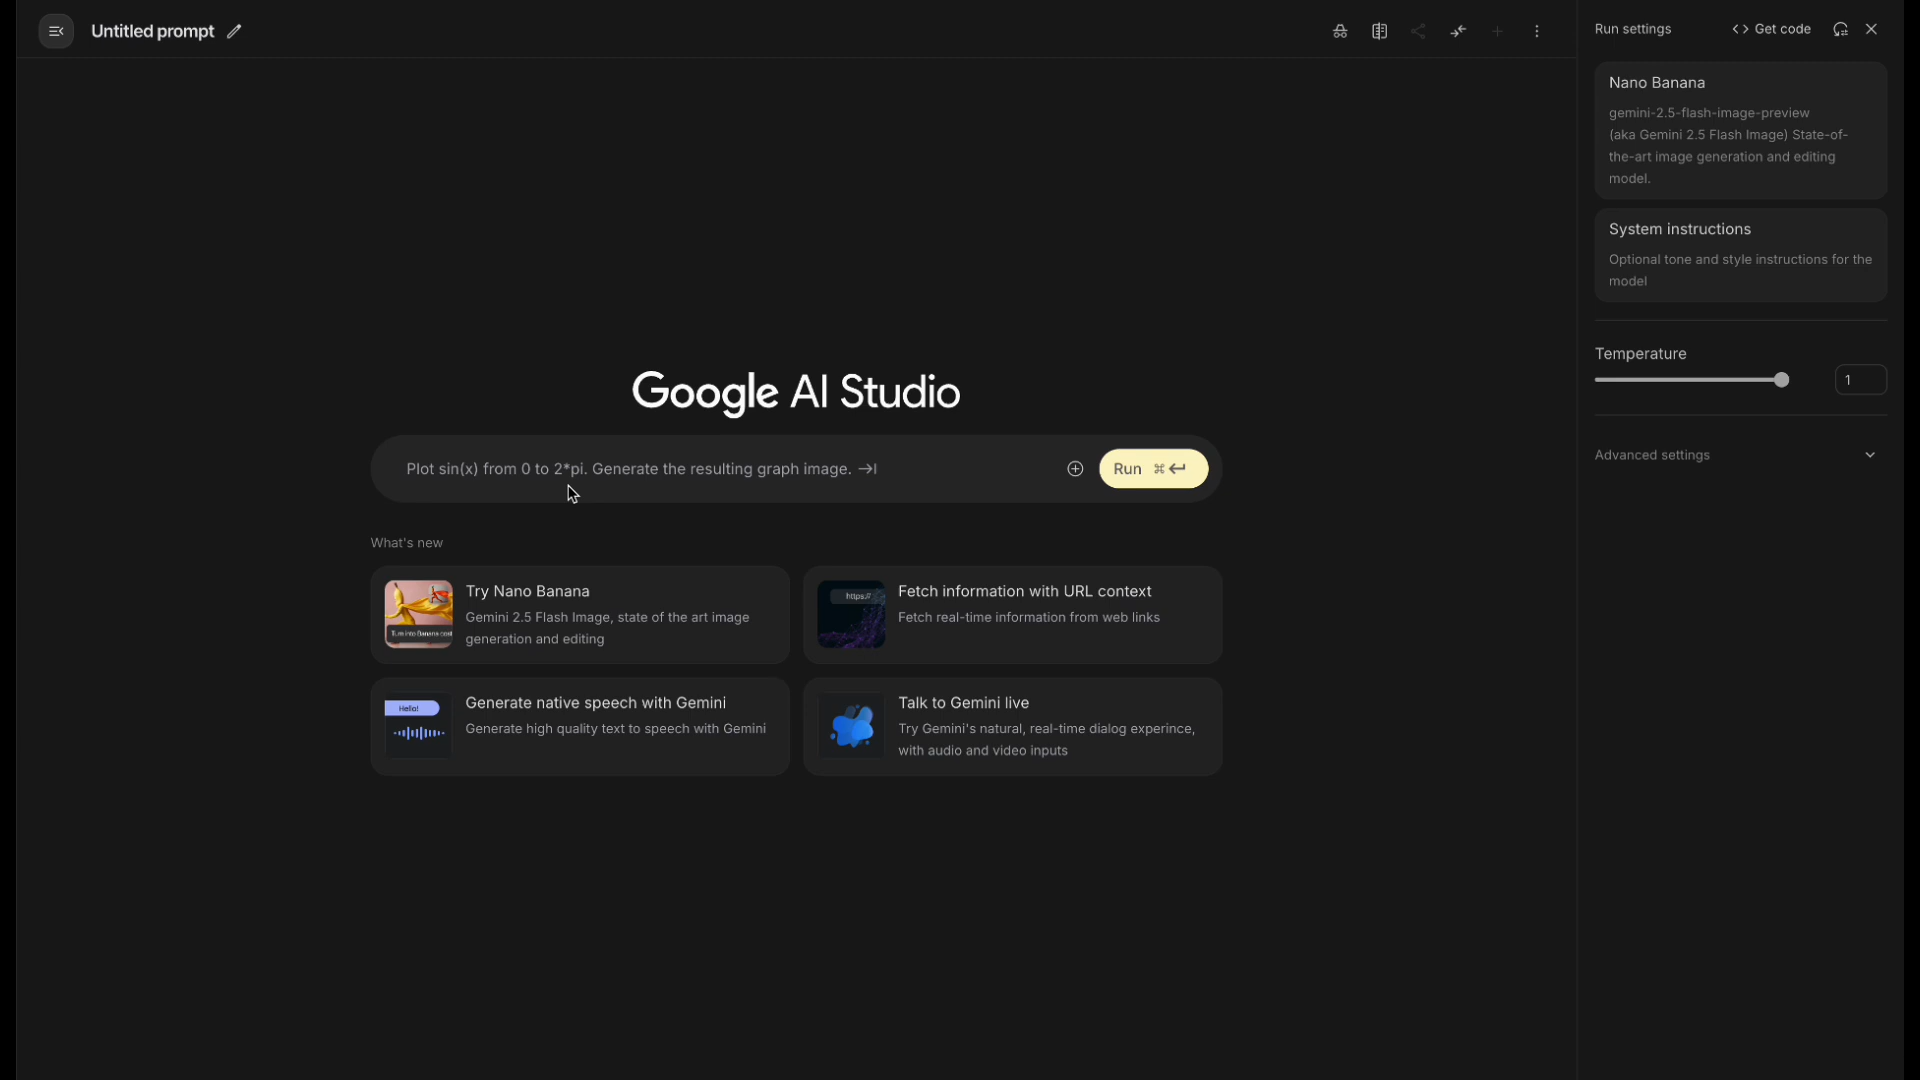 Untitled prompt
Run settings
Get code
Nano Banana
gemini-2.5-flash-image-preview
(aka Gemini 2.5 Flash Image) State-of-
the-art image generation and editing
model.
System instructions
Optional tone and style instructions for the
model
Temperature
1
Advanced settings
Google AI Studio
Plot sin(x) from 0 to 2*pi. Generate the resulting graph image.
Run ⌘
What's new
Try Nano Banana
Gemini 2.5 Flash Image, state of the art image
generation and editing
Turn into Banana cost
Fetch information with URL context
Fetch real-time information from web links
https://
Generate native speech with Gemini
Generate high quality text to speech with Gemini
Hello!
Talk to Gemini live
Try Gemini's natural, real-time dialog experince,
with audio and video inputs